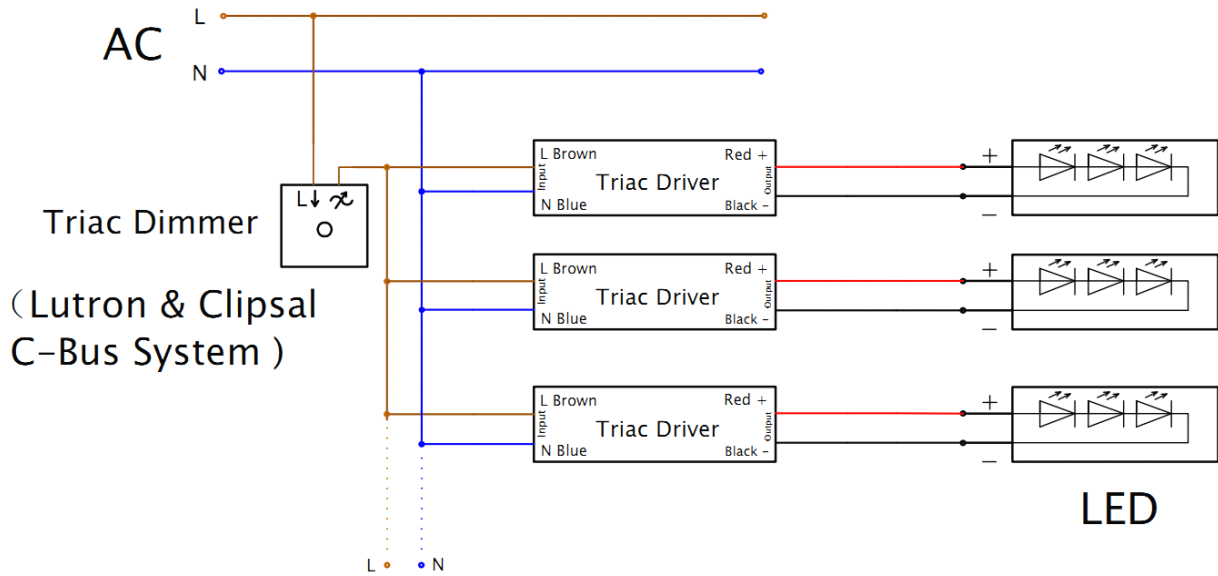 L
AC
N
L Brown
Red +
Input
Triac Driver
Output
N Blue
Black -
+
–
L
Triac Dimmer
(Lutron & Clipsal
C-Bus System )
L Brown
Red +
Input
Triac Driver
Output
N Blue
Black -
+
–
L Brown
Red +
Input
Triac Driver
Output
N Blue
Black -
+
–
LED
L
N